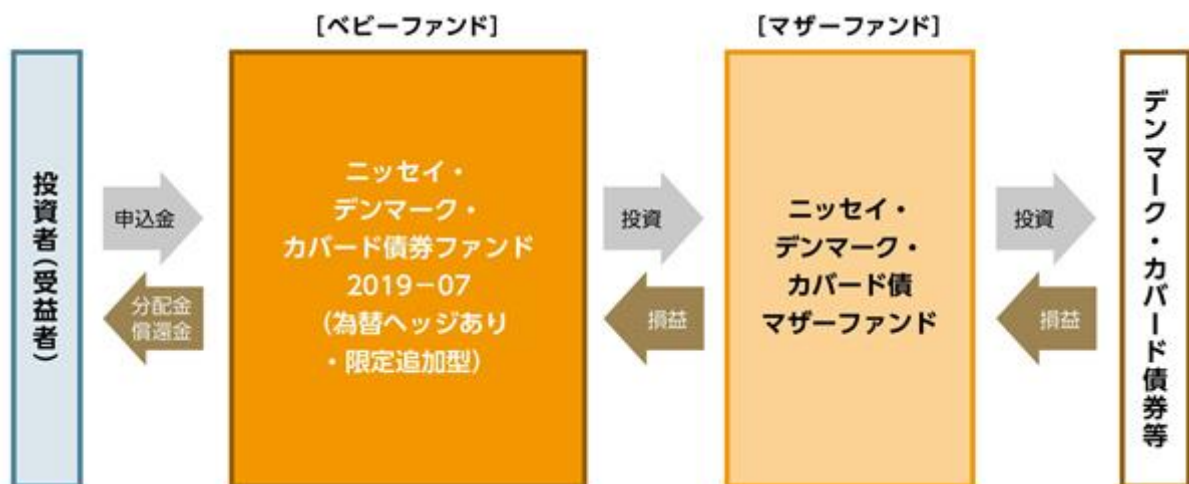 [ベビーファンド]
[マザーファンド]
投資者(受益者)
申込金
分配金
償還金
ニッセイ・
デンマーク・
カバード債券ファンド
2019－07
(為替ヘッジあり
・限定追加型)
投資
損益
ニッセイ・
デンマーク・
カバード債
マザーファンド
投資
損益
デンマーク・カバード債券等